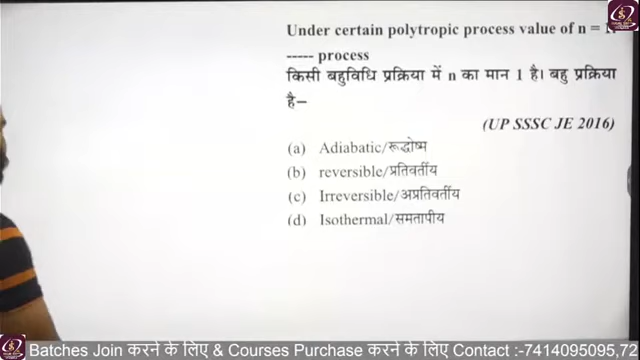 Under certain polytropic process value of n =
----- process
किसी बहुविधि प्रक्रिया में n का मान 1 है। बहु प्रक्रिया
है–
(UP SSSC JE 2016)
(a) Adiabatic/रूद्धोष्म
(b) reversible/प्रतिवर्तीय
(c) Irreversible/अप्रतिवर्तीय
(d) Isothermal/समतापीय
Batches Join करने के लिए & Courses Purchase करने के लिए Contact :-7414095095,72